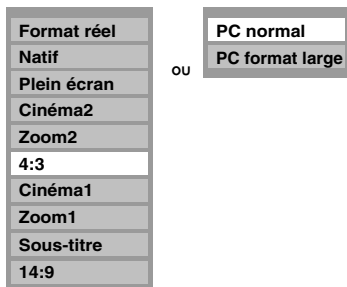 Format réel
Natif
Plein écran
Cinéma2
Zoom2
4:3
Cinéma1
Zoom1
Sous-titre
14:9
ou
PC normal
PC format large